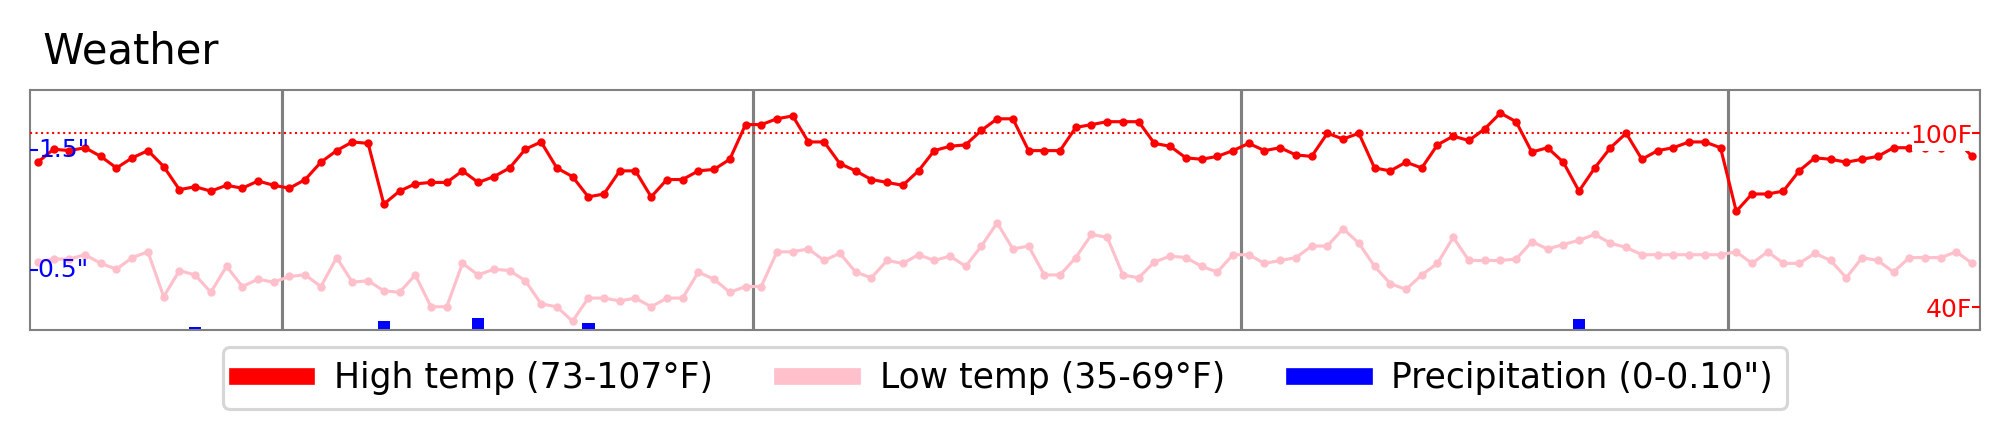 Weather
1.5"
100F
0.5"
40F
High temp (73-107°F)
Low temp (35-69°F)
Precipitation (0-0.10")